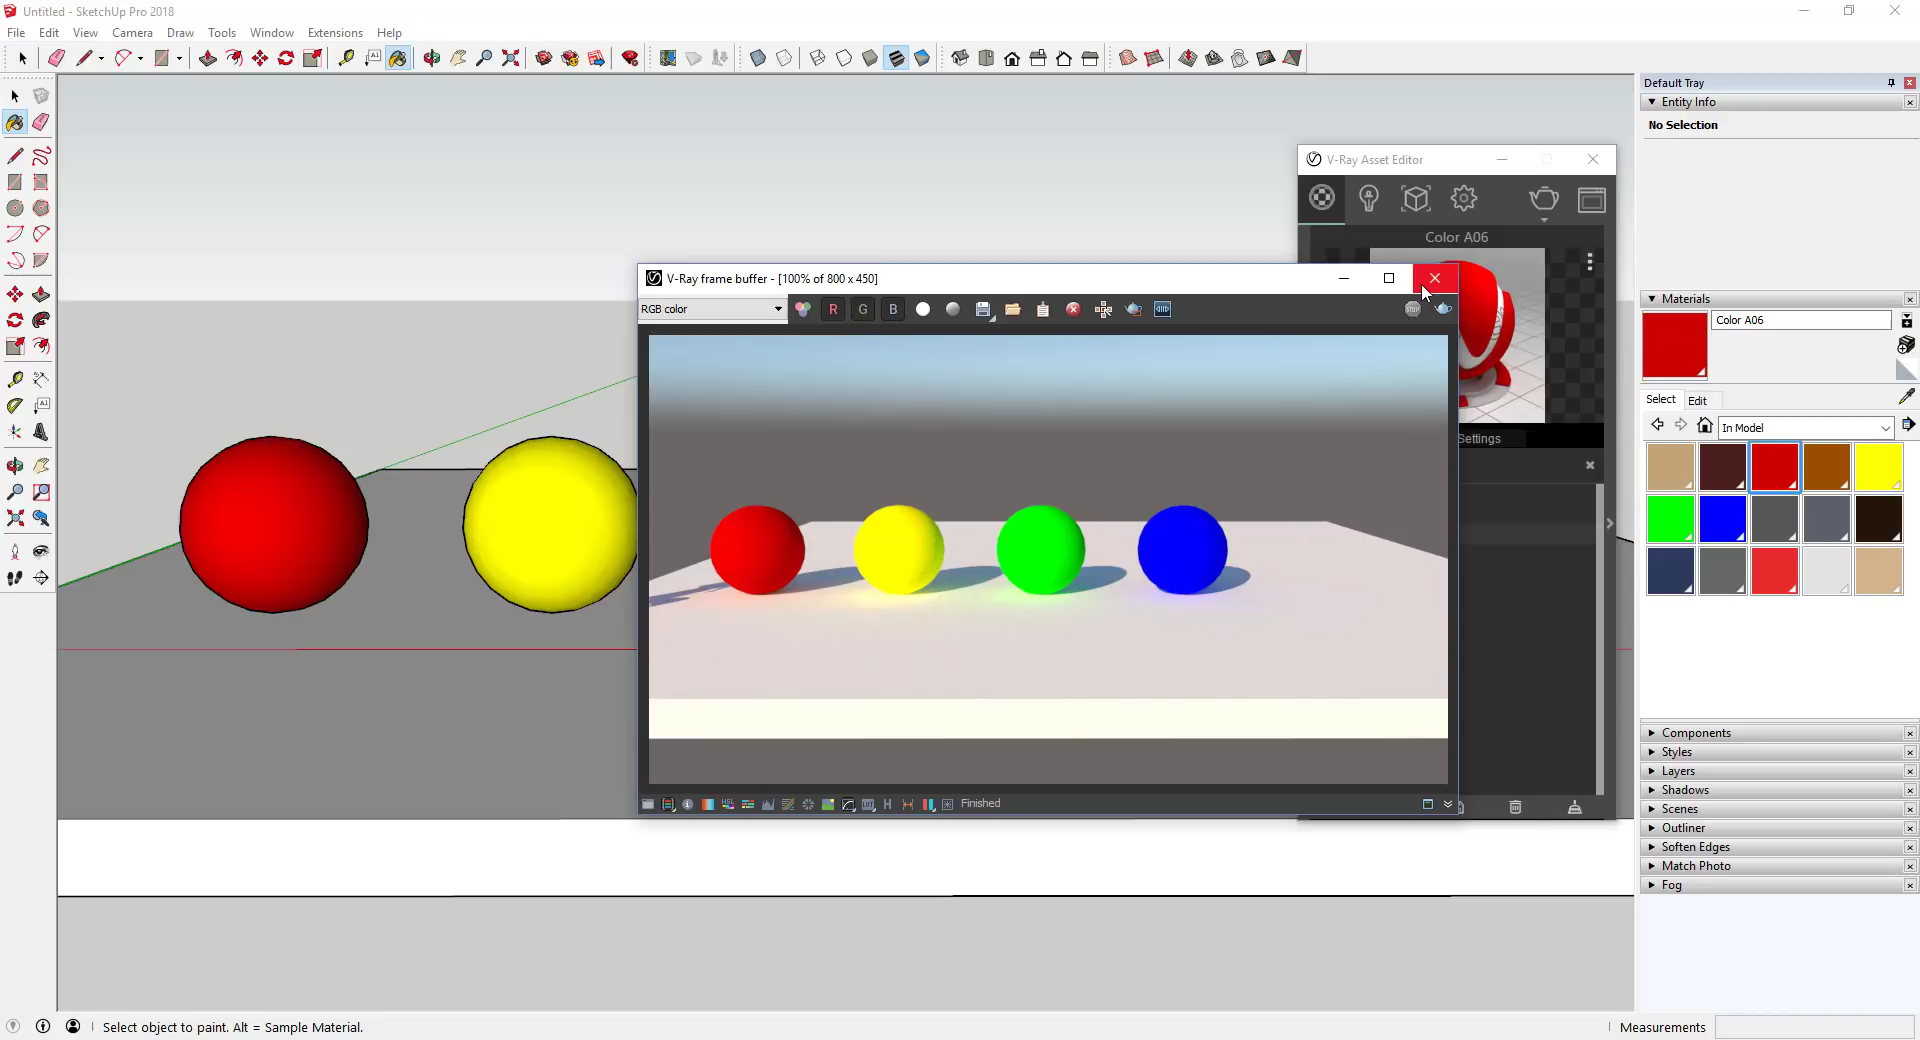 Untitled - SketchUp Pro 2018
File Edit View Camera Draw Tools Window Extensions Help
Default Tray
Entity Info
No Selection
V-Ray Asset Editor
Color A06
V-Ray frame buffer - [100% of 800 x 450]
RGB color
R G B
STOP
Materials
Color A06
Select Edit
In Model
Settings
Components
Styles
Layers
Shadows
Scenes
Outliner
Soften Edges
Match Photo
Fog
HSL
H
Finished
Select object to paint. Alt = Sample Material.
Measurements